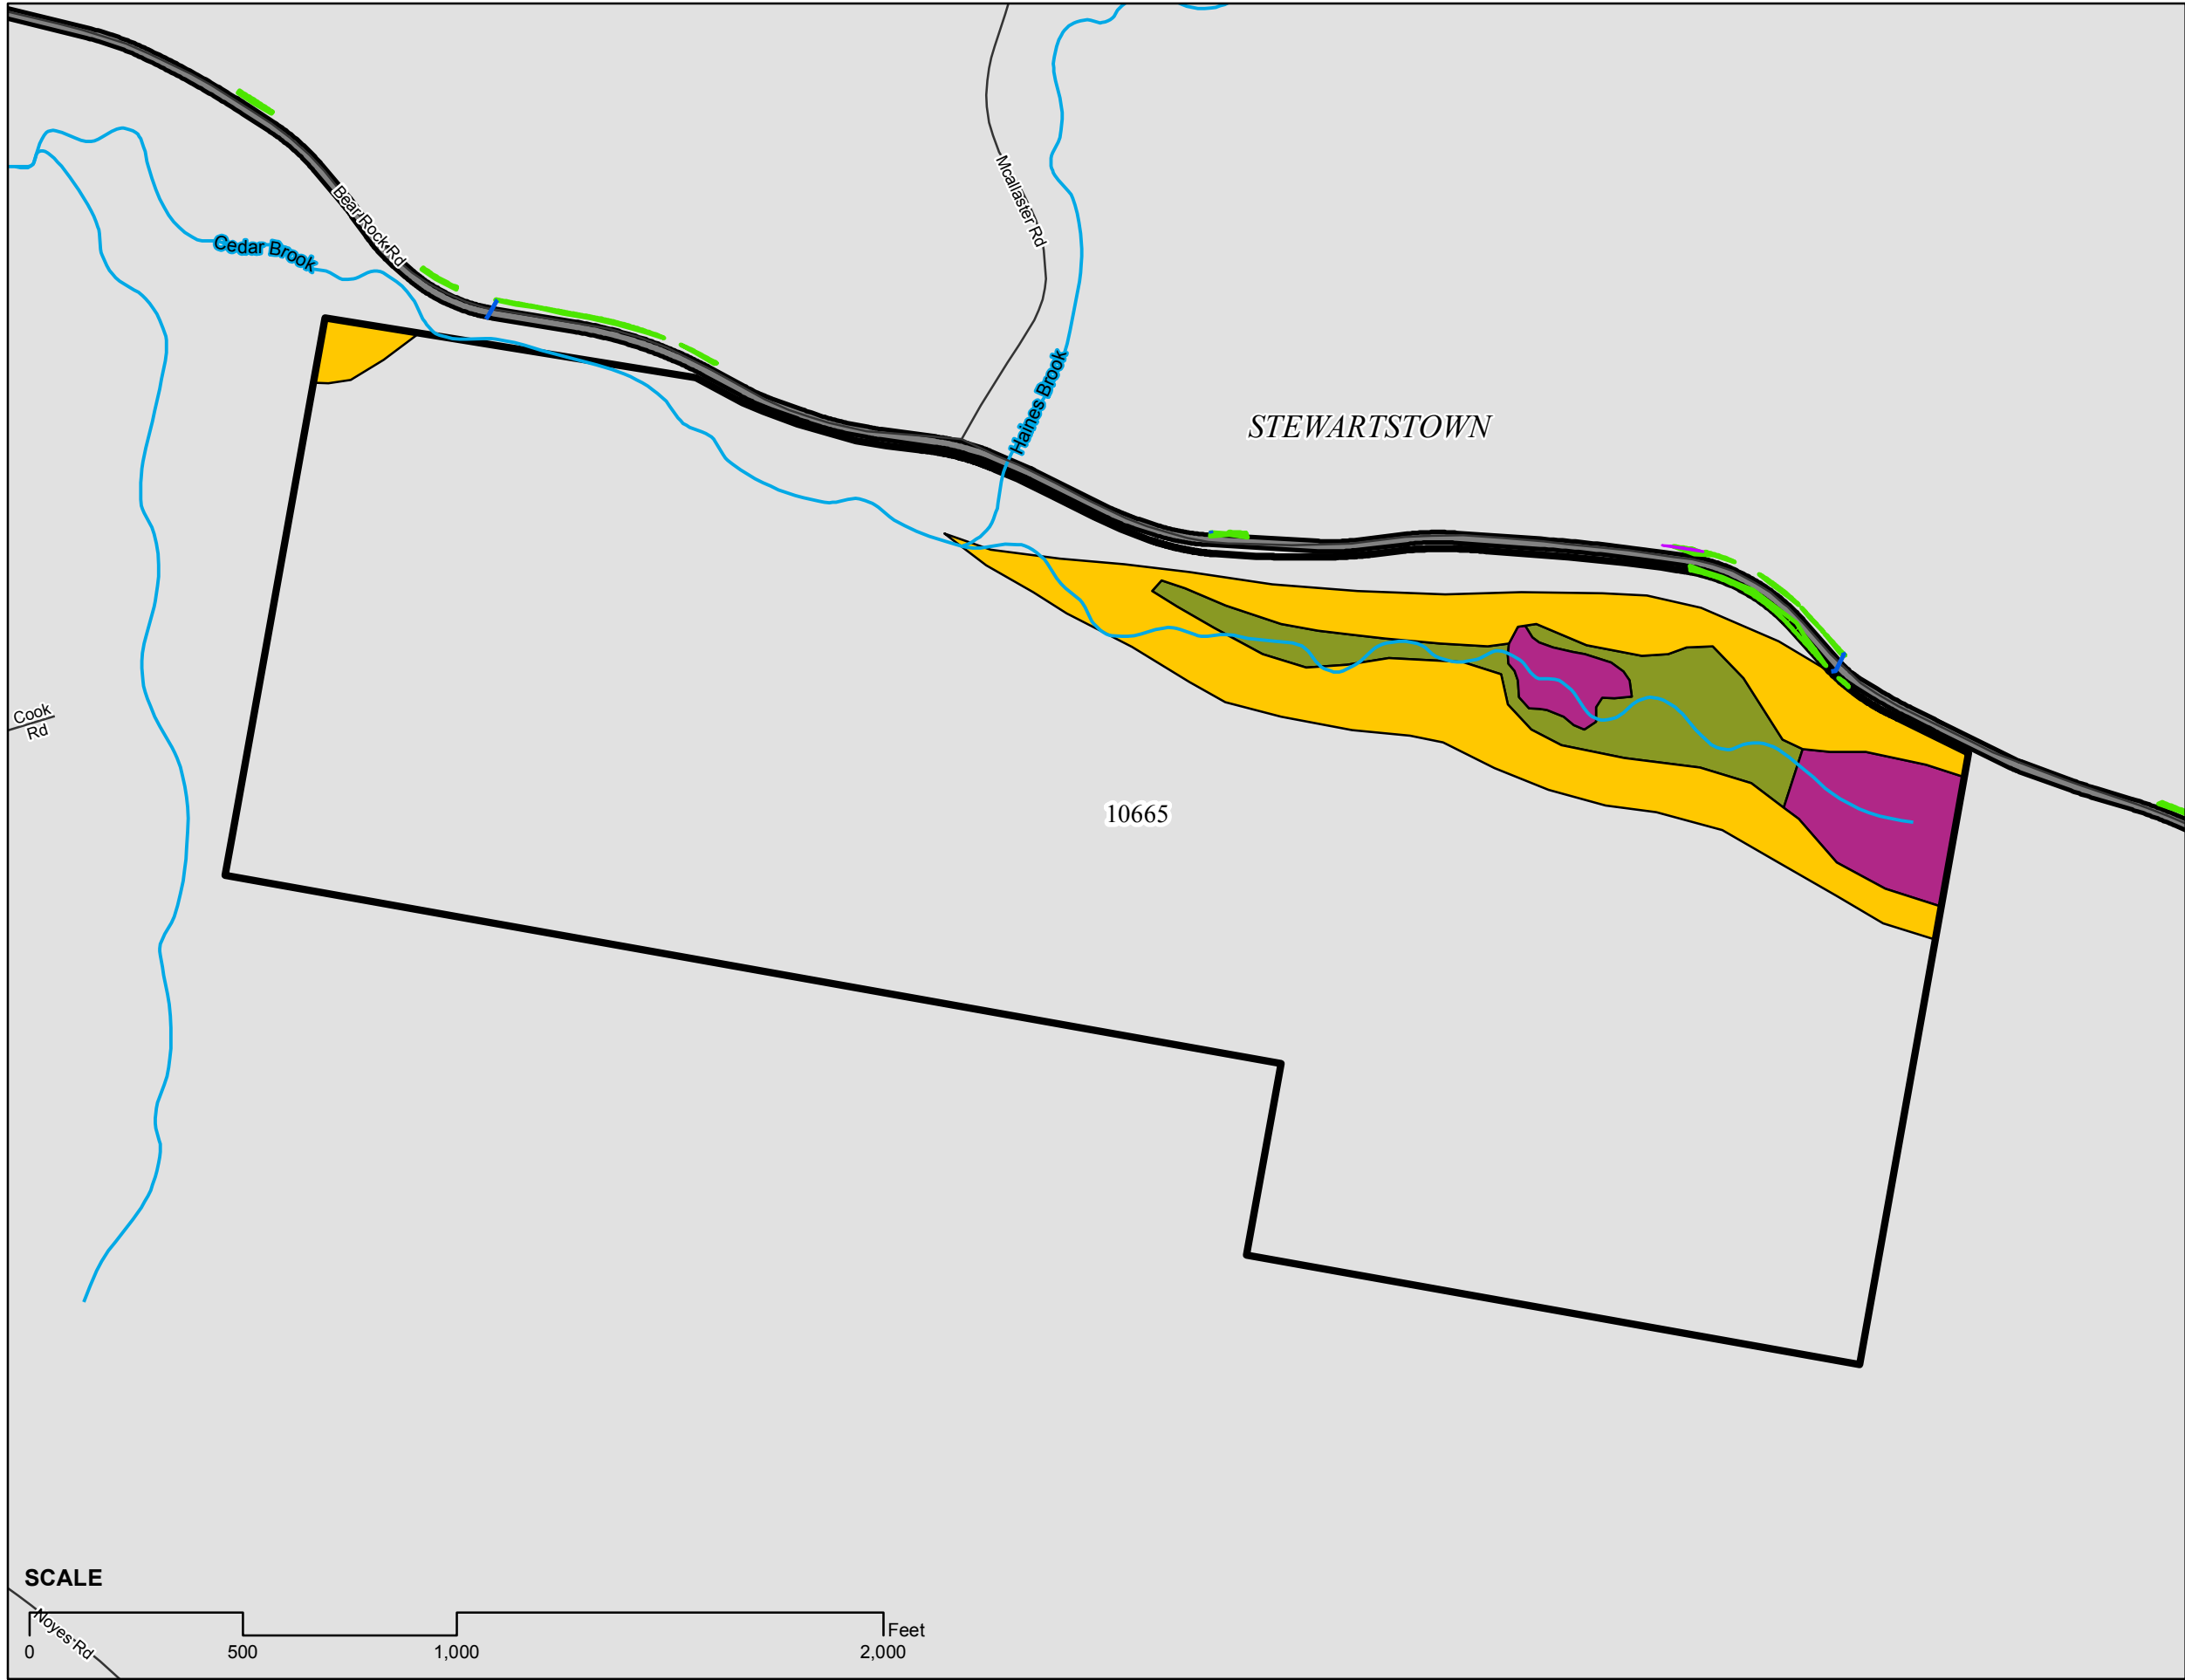 Mcallaster Rd
Bear Rock Rd
Cedar Brook
Haines Brook
STEWARTSTOWN
Cook
Rd
10665
SCALE
Noyes Rd
Feet
0 500 1,000 2,000